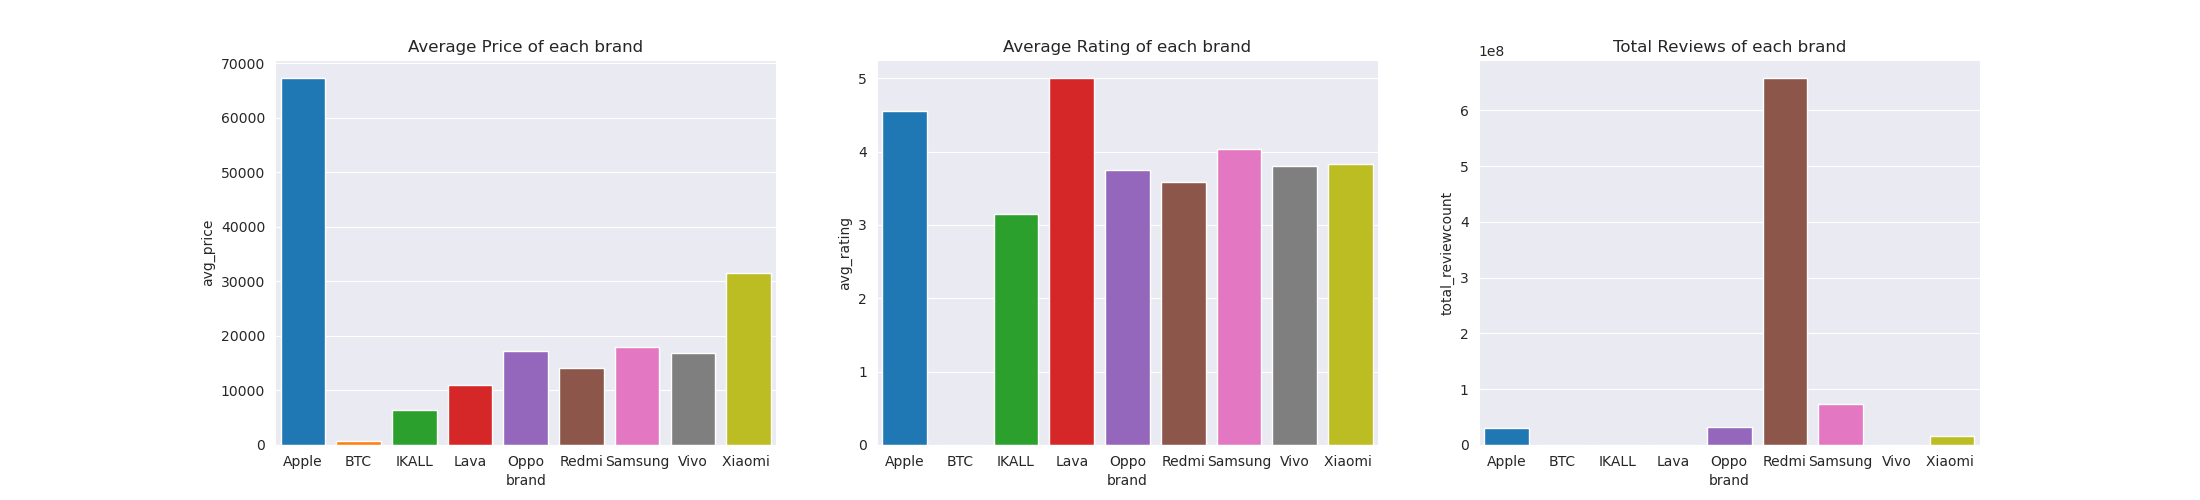 Average Price of each brand
70000
60000
50000
40000
30000
20000
10000
0
avg_price
Apple BTC IKALL Lava Oppo Redmi Samsung Vivo Xiaomi
brand
Average Rating of each brand
5
4
3
2
1
0
avg_rating
Apple BTC IKALL Lava Oppo Redmi Samsung Vivo Xiaomi
brand
Total Reviews of each brand
1e8
6
5
4
3
2
1
0
total_reviewcount
Apple BTC IKALL Lava Oppo Redmi Samsung Vivo Xiaomi
brand